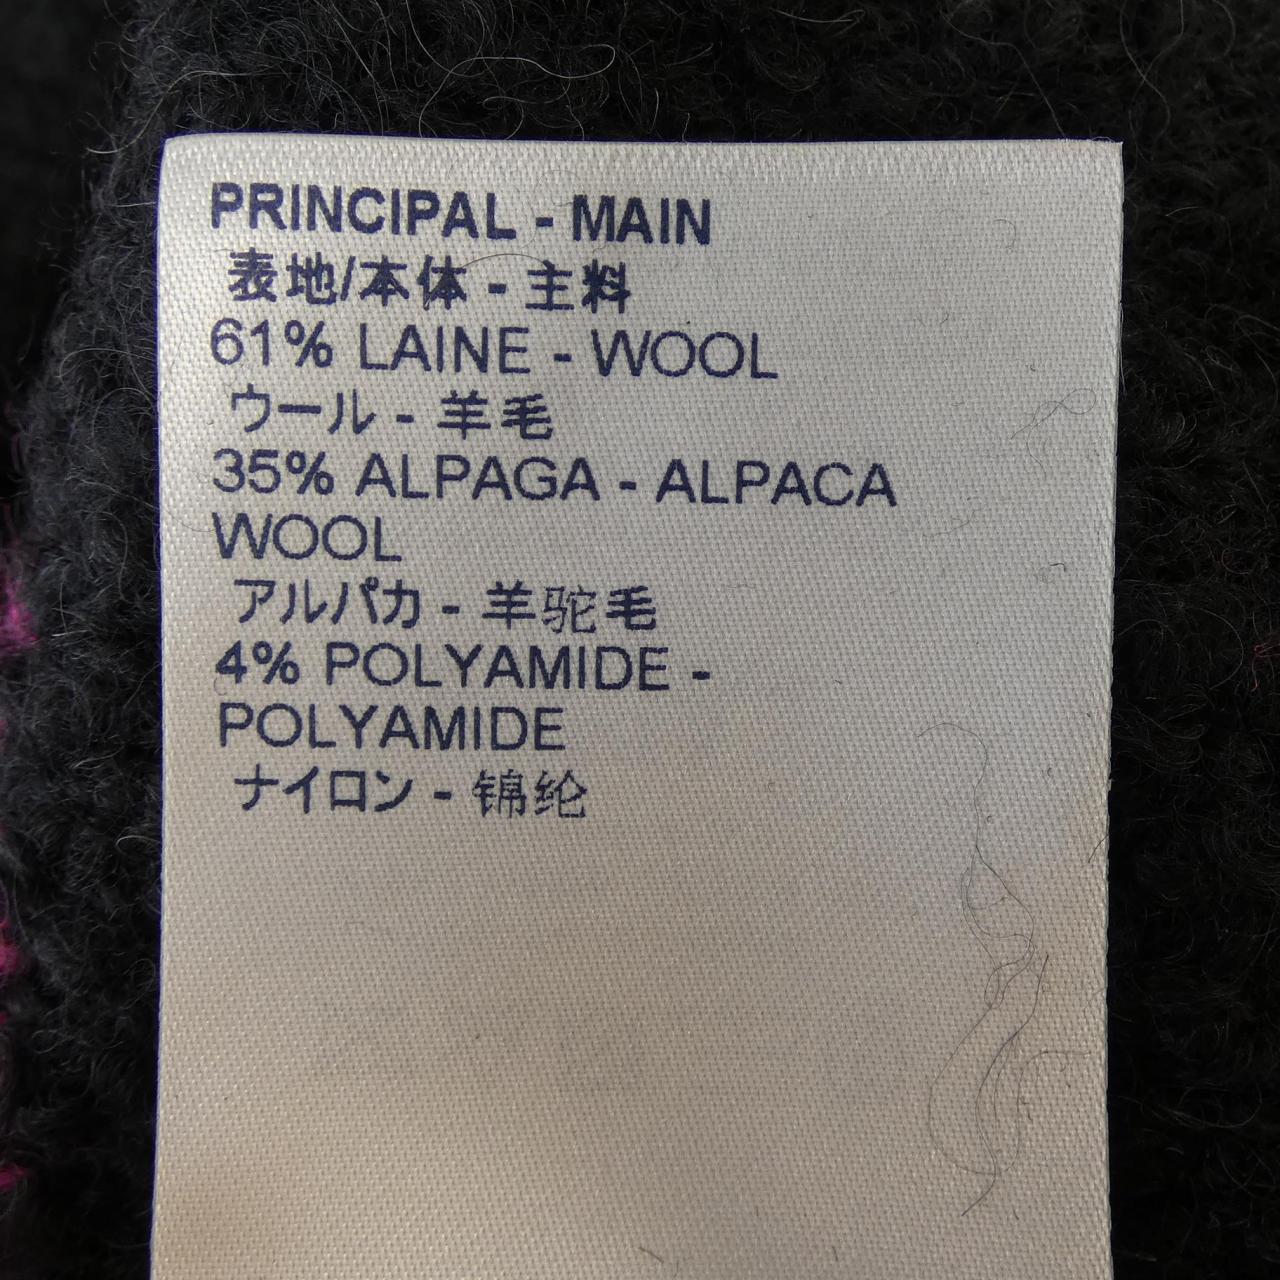 PRINCIPAL - MAIN
表地/本体 - 主料
61% LAINE - WOOL
ウール - 羊毛
35% ALPAGA - ALPACA
WOOL
アルパカ - 羊驼毛
4% POLYAMIDE -
POLYAMIDE
ナイロン - 锦纶